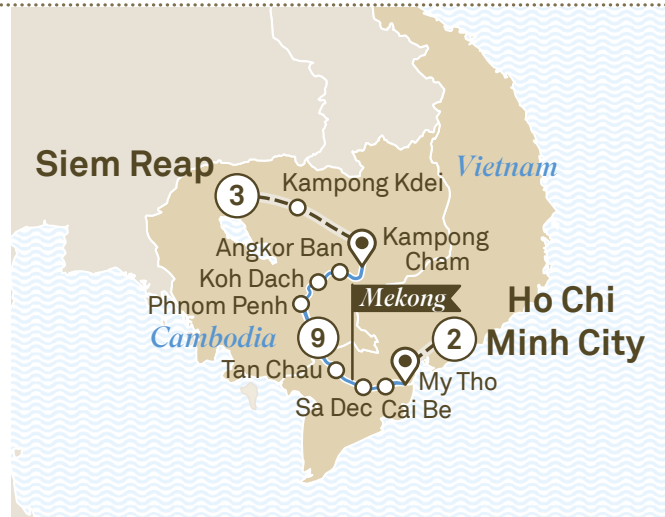 Siem Reap
3
Kampong Kdei
Vietnam
Angkor Ban
Kampong
Cham
Koh Dach
Phnom Penh
Mekong
Ho Chi
Minh City
Cambodia
9
2
Tan Chau
My Tho
Sa Dec
Cai Be